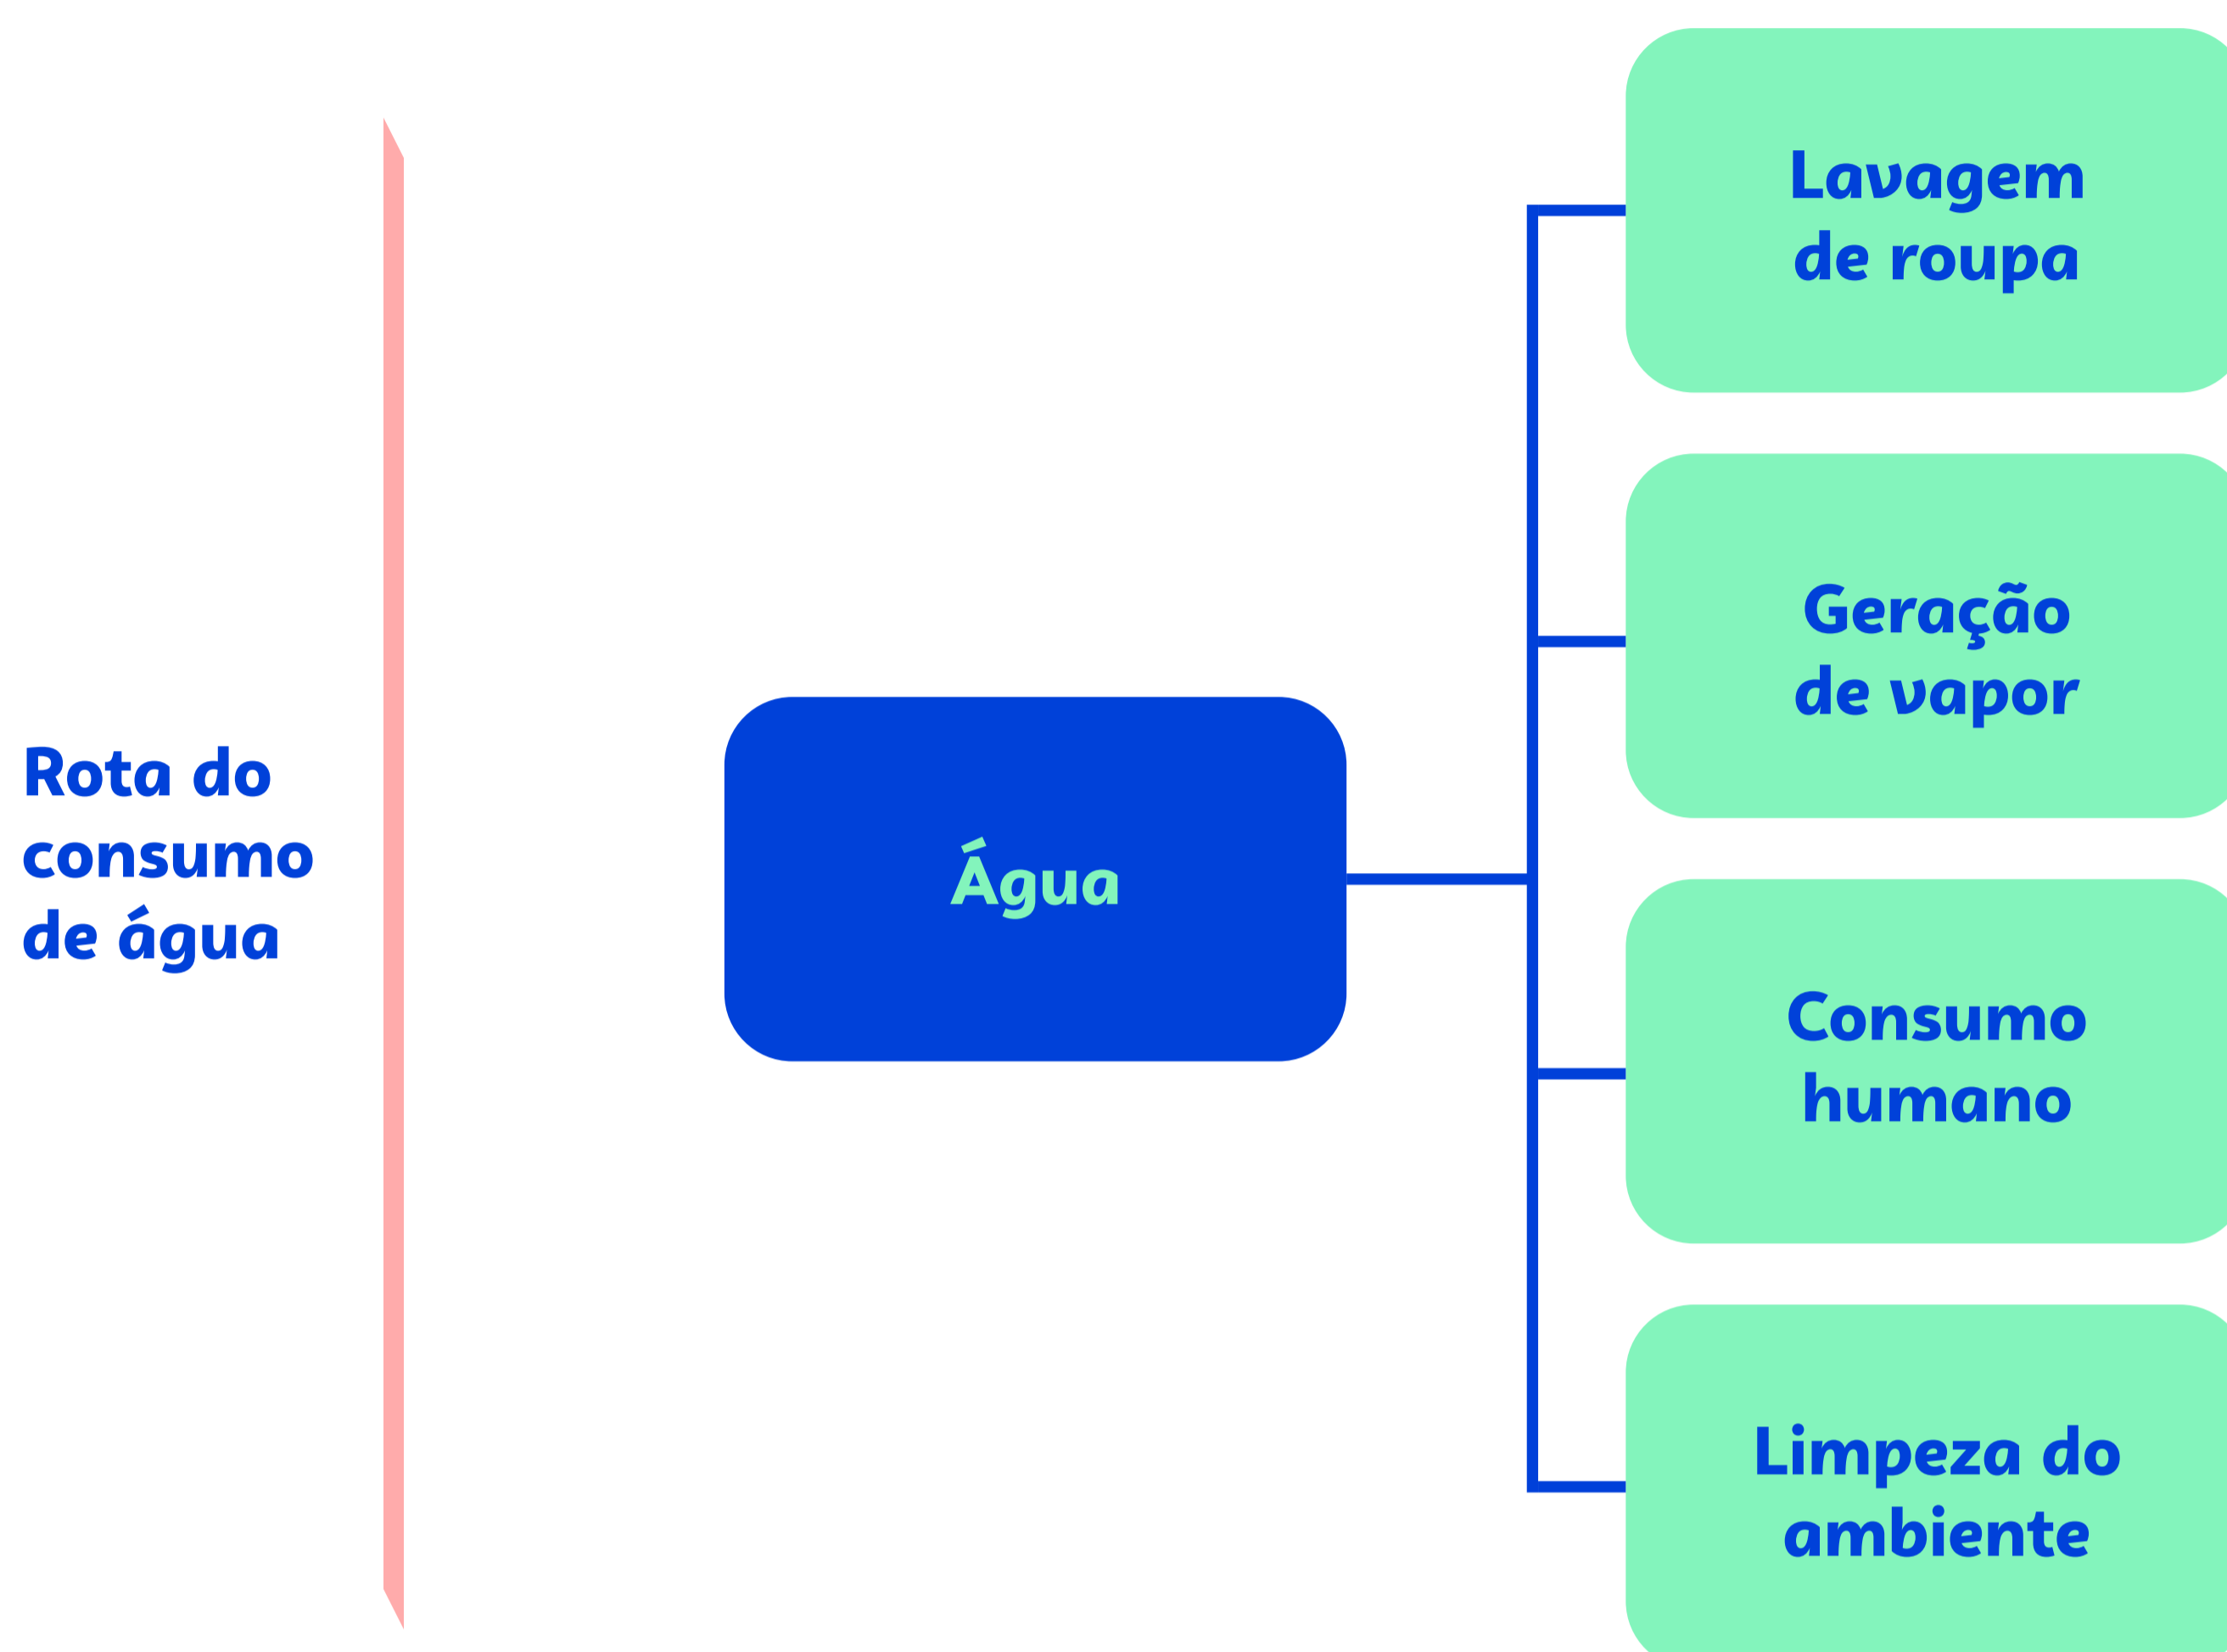 Rota do
consumo
de água
Água
Lavagem
de roupa
Geração
de vapor
Consumo
humano
Limpeza do
ambiente